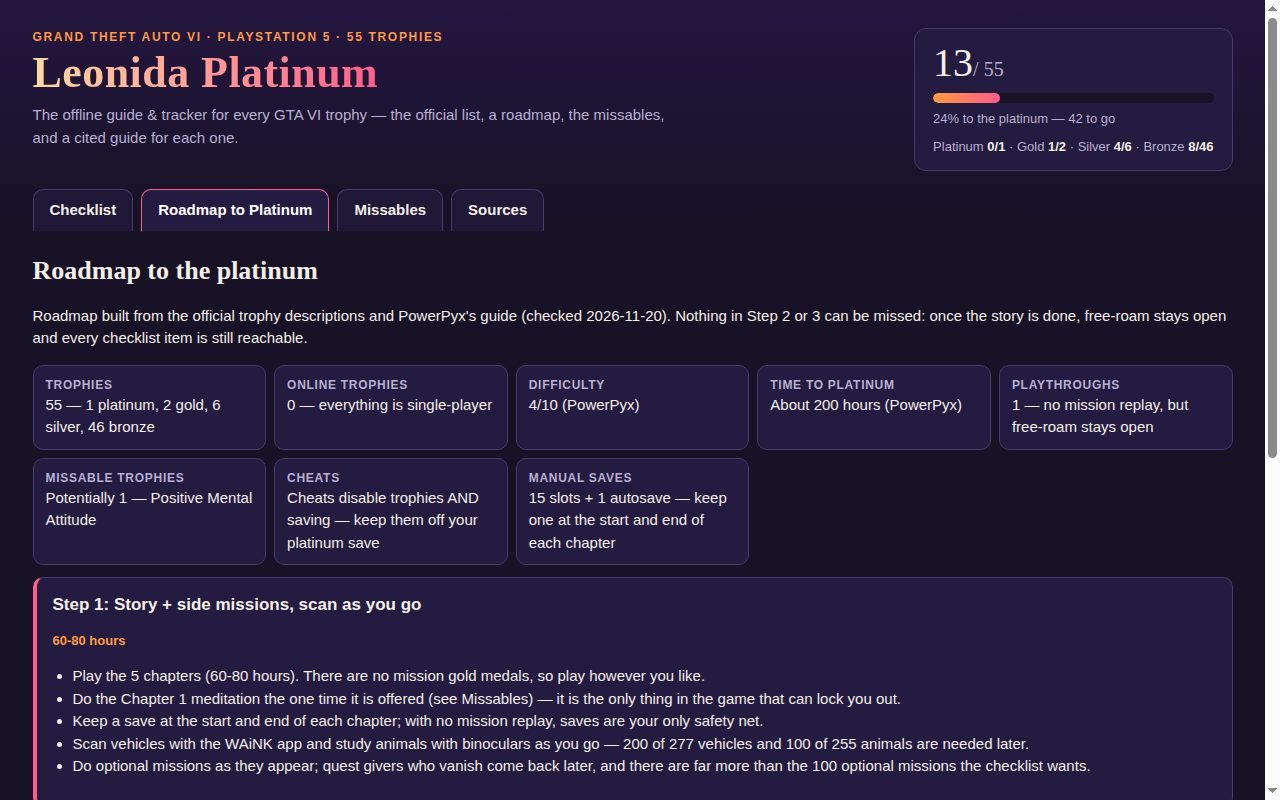 GRAND THEFT AUTO VI · PLAYSTATION 5 · 55 TROPHIES
Leonida Platinum
The offline guide & tracker for every GTA VI trophy — the official list, a roadmap, the missables,
and a cited guide for each one.
13 / 55
24% to the platinum — 42 to go
Platinum 0/1 · Gold 1/2 · Silver 4/6 · Bronze 8/46
Checklist
Roadmap to Platinum
Missables
Sources
Roadmap to the platinum
Roadmap built from the official trophy descriptions and PowerPyx's guide (checked 2026-11-20). Nothing in Step 2 or 3 can be missed: once the story is done, free-roam stays open
and every checklist item is still reachable.
TROPHIES
55 — 1 platinum, 2 gold, 6
silver, 46 bronze
ONLINE TROPHIES
0 — everything is single-player
DIFFICULTY
4/10 (PowerPyx)
TIME TO PLATINUM
About 200 hours (PowerPyx)
PLAYTHROUGHS
1 — no mission replay, but
free-roam stays open
MISSABLE TROPHIES
Potentially 1 — Positive Mental
Attitude
CHEATS
Cheats disable trophies AND
saving — keep them off your
platinum save
MANUAL SAVES
15 slots + 1 autosave — keep
one at the start and end of
each chapter
Step 1: Story + side missions, scan as you go
60-80 hours
• Play the 5 chapters (60-80 hours). There are no mission gold medals, so play however you like.
• Do the Chapter 1 meditation the one time it is offered (see Missables) — it is the only thing in the game that can lock you out.
• Keep a save at the start and end of each chapter; with no mission replay, saves are your only safety net.
• Scan vehicles with the WAiNK app and study animals with binoculars as you go — 200 of 277 vehicles and 100 of 255 animals are needed later.
• Do optional missions as they appear; quest givers who vanish come back later, and there are far more than the 100 optional missions the checklist wants.